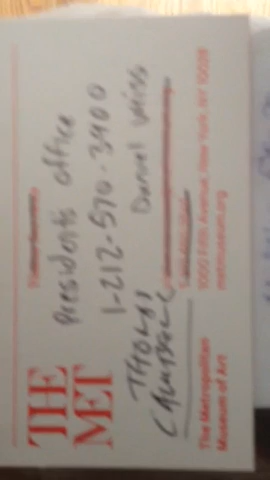 THE
MET
Presidents office
1-212-570-3900
Daniel Weiss
THOMAS
CAMPBELL
The Metropolitan
Museum of Art
1000 Fifth Avenue, New York, NY 10028
metmuseum.org